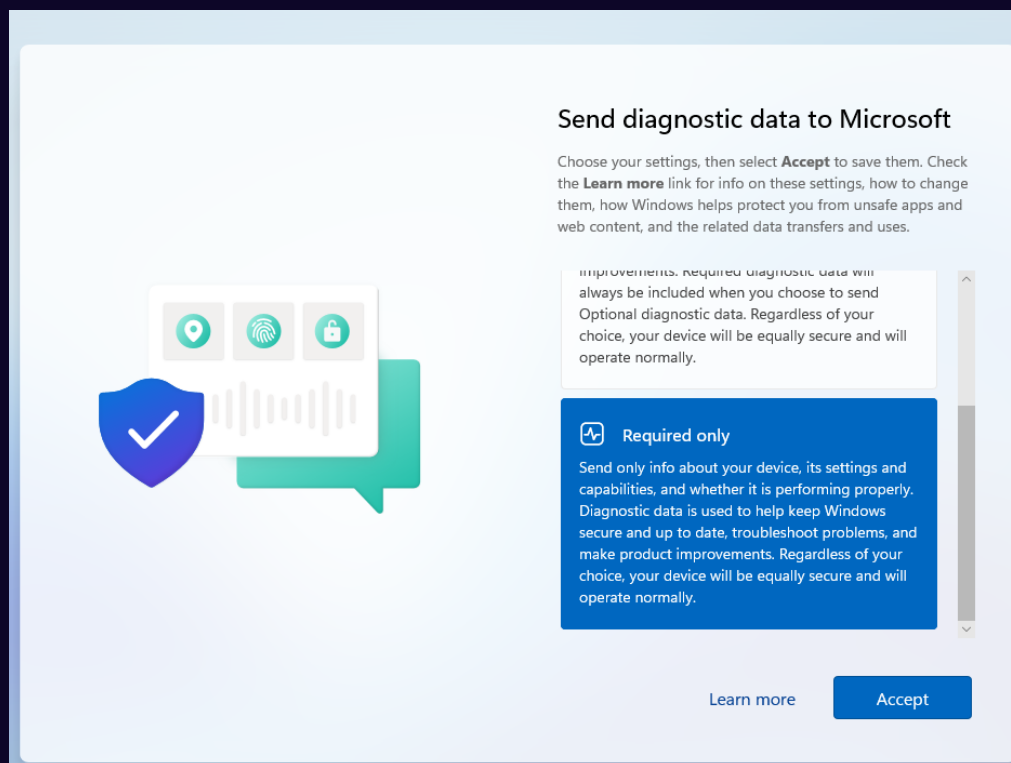 Send diagnostic data to Microsoft
Choose your settings, then select Accept to save them. Check
the Learn more link for info on these settings, how to change
them, how Windows helps protect you from unsafe apps and
web content, and the related data transfers and uses.
improvements. Required diagnostic data will
always be included when you choose to send
Optional diagnostic data. Regardless of your
choice, your device will be equally secure and will
operate normally.
Required only
Send only info about your device, its settings and
capabilities, and whether it is performing properly.
Diagnostic data is used to help keep Windows
secure and up to date, troubleshoot problems, and
make product improvements. Regardless of your
choice, your device will be equally secure and will
operate normally.
Learn more
Accept